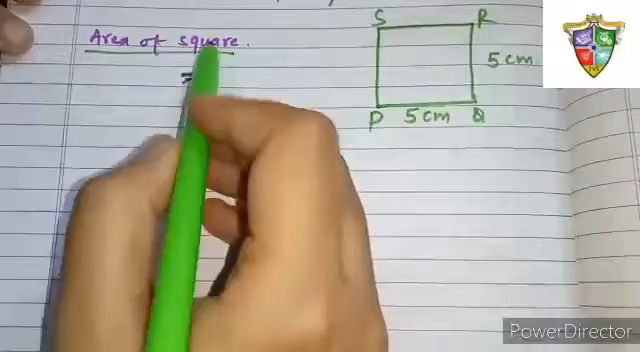 Area of square.
=
S R
5 cm
P 5 cm Q
PowerDirector